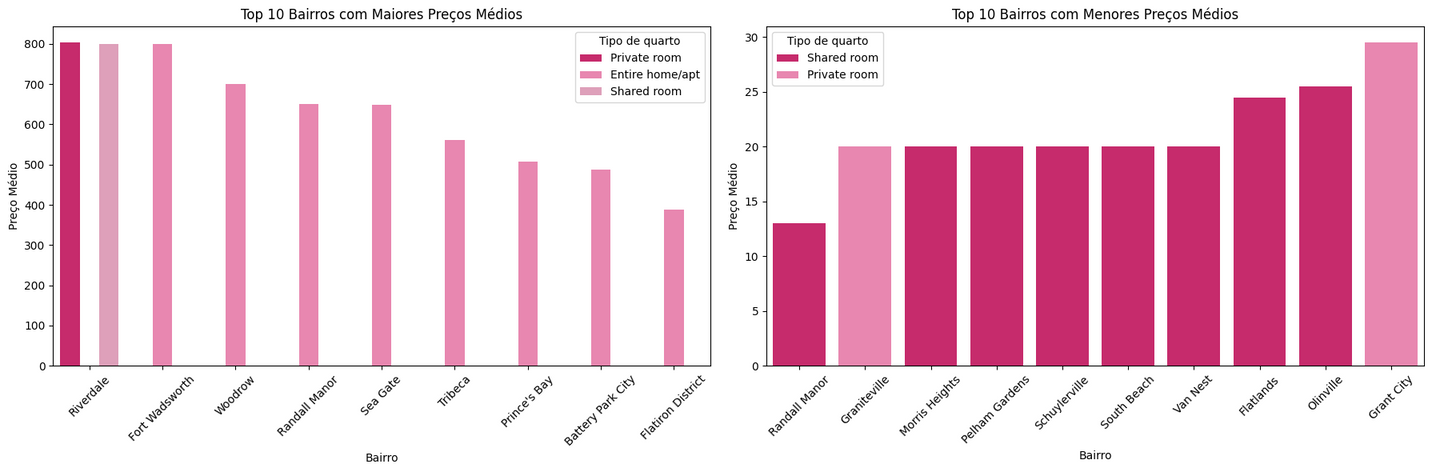 Top 10 Bairros com Maiores Preços Médios
Preço Médio
800
700
600
500
400
300
200
100
0
Tipo de quarto
Private room
Entire home/apt
Shared room
Riverdale
Fort Wadsworth
Woodrow
Randall Manor
Sea Gate
Tribeca
Prince's Bay
Battery Park City
Flatiron District
Bairro
Top 10 Bairros com Menores Preços Médios
Preço Médio
30
25
20
15
10
5
0
Tipo de quarto
Shared room
Private room
Randall Manor
Graniteville
Morris Heights
Pelham Gardens
Schuylerville
South Beach
Van Nest
Flatlands
Olinville
Grant City
Bairro